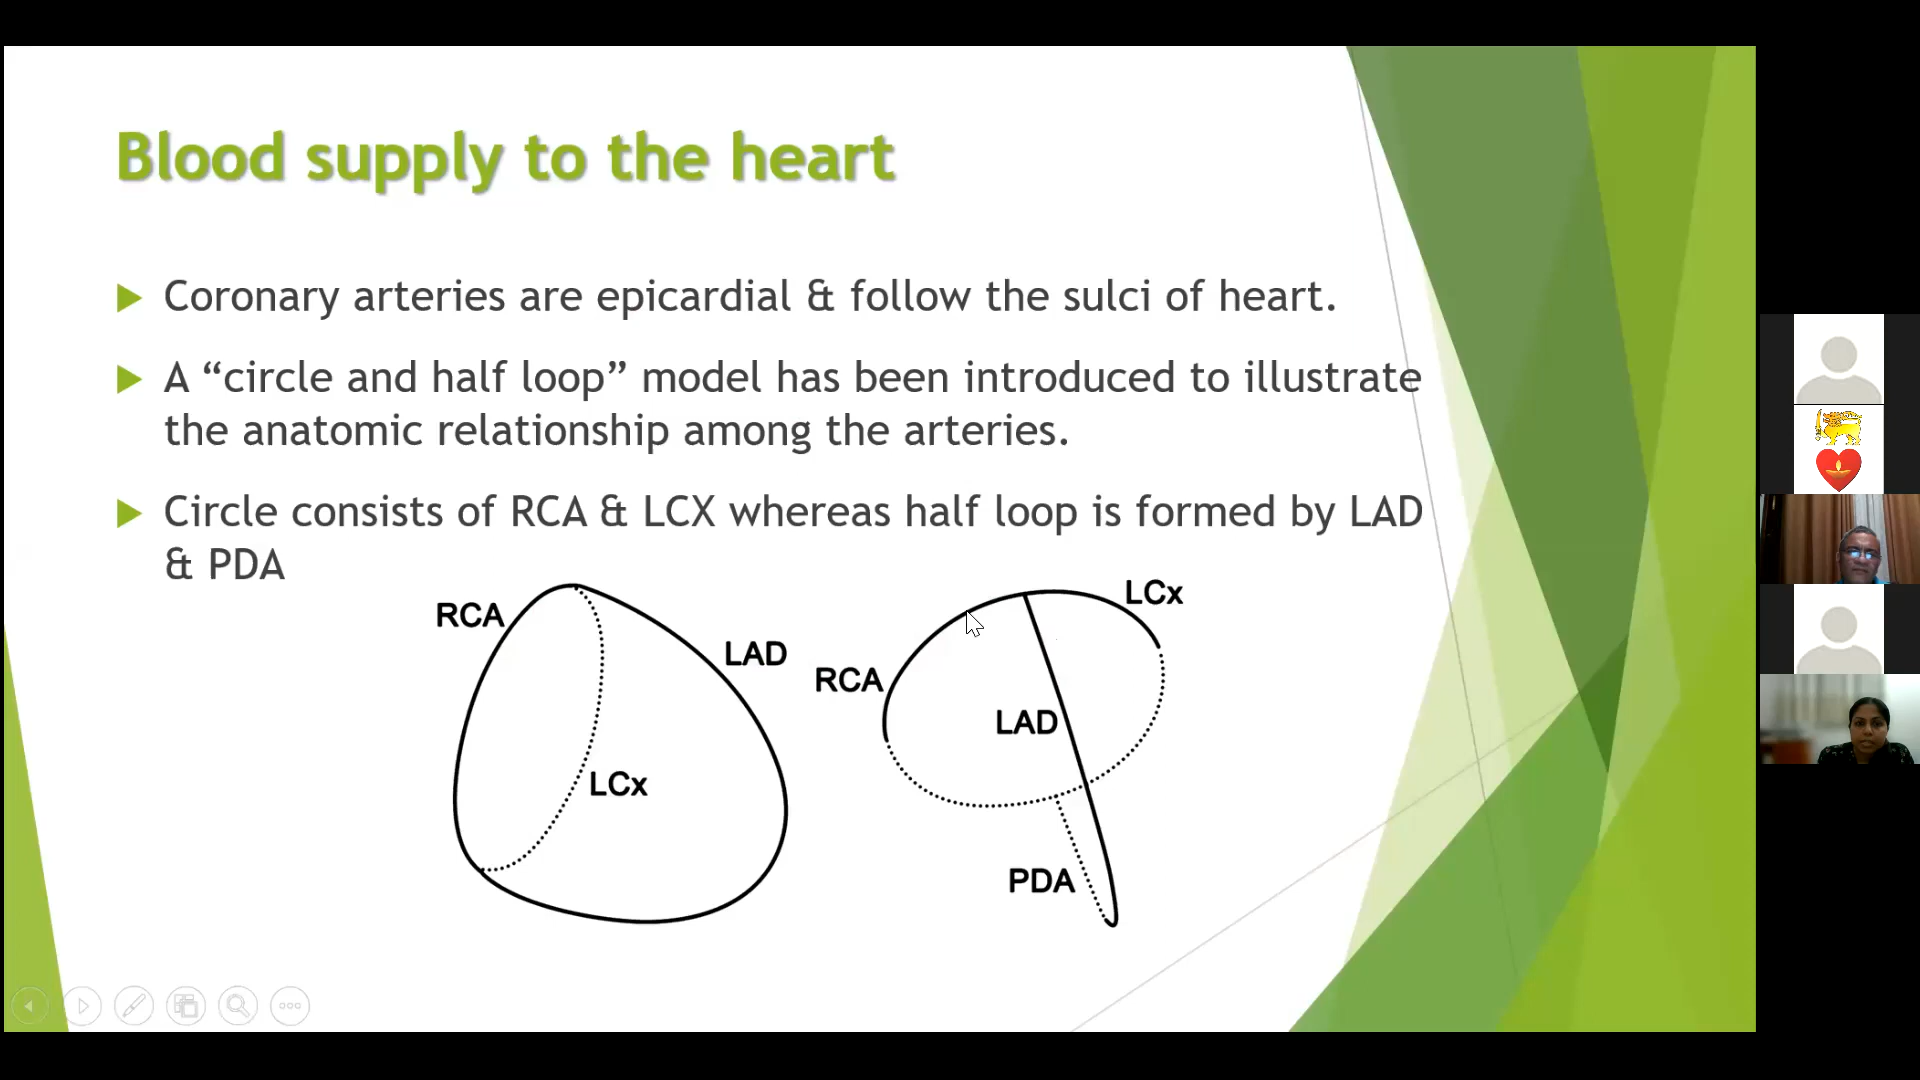 Blood supply to the heart
Coronary arteries are epicardial & follow the sulci of heart.
A “circle and half loop” model has been introduced to illustrate
the anatomic relationship among the arteries.
Circle consists of RCA & LCX whereas half loop is formed by LAD
& PDA
RCA
LAD
LCx
LCx
RCA
LAD
PDA